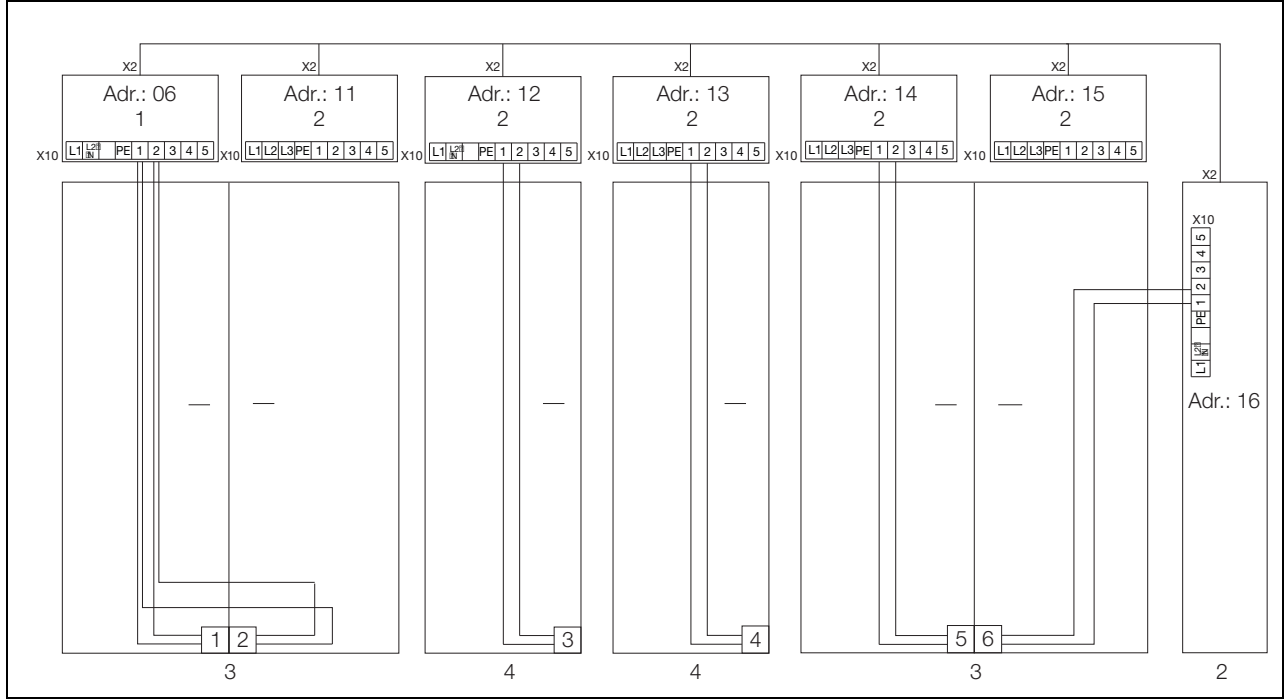 X2 X2 X2 X2 X2 X2
Adr.: 06 Adr.: 11 Adr.: 12 Adr.: 13 Adr.: 14 Adr.: 15
1 2 2 2 2 2
X10 L1 L2 N PE 1 2 3 4 5
X10 L1 L2 L3 PE 1 2 3 4 5
X10 L1 L2 N PE 1 2 3 4 5
X10 L1 L2 L3 PE 1 2 3 4 5
X10 L1 L2 L3 PE 1 2 3 4 5
X10 L1 L2 L3 PE 1 2 3 4 5
X2
X10
L1 L2 N PE 1 2 3 4 5
Adr.: 16
— — — — — —
1 2 3 4 5 6
3 4 4 3 2